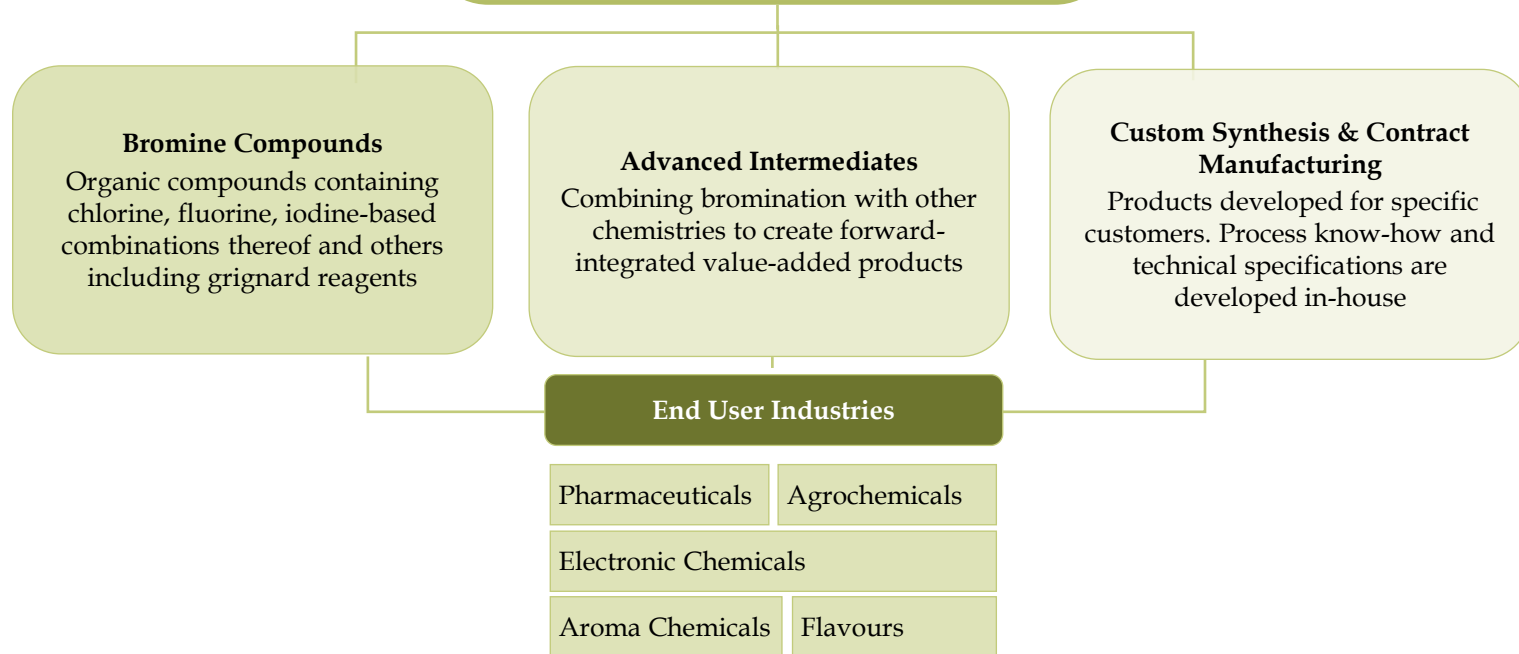 Bromine Compounds
Organic compounds containing
chlorine, fluorine, iodine-based
combinations thereof and others
including grignard reagents
Advanced Intermediates
Combining bromination with other
chemistries to create forward-
integrated value-added products
Custom Synthesis & Contract
Manufacturing
Products developed for specific
customers. Process know-how and
technical specifications are
developed in-house
End User Industries
Pharmaceuticals
Agrochemicals
Electronic Chemicals
Aroma Chemicals
Flavours